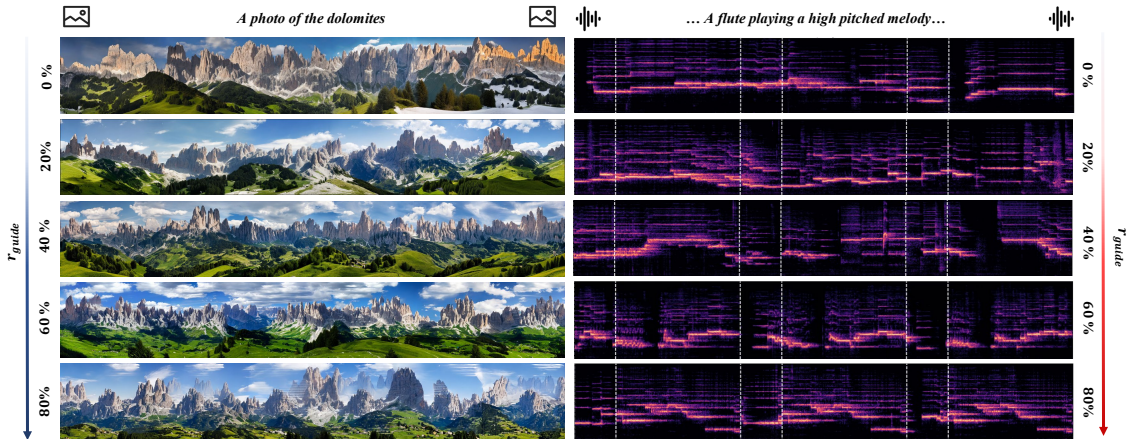 A photo of the dolomites
… A flute playing a high pitched melody…
r_guide
0 %
20%
40 %
60 %
80%
0 %
20%
40 %
60 %
80%
r_guide